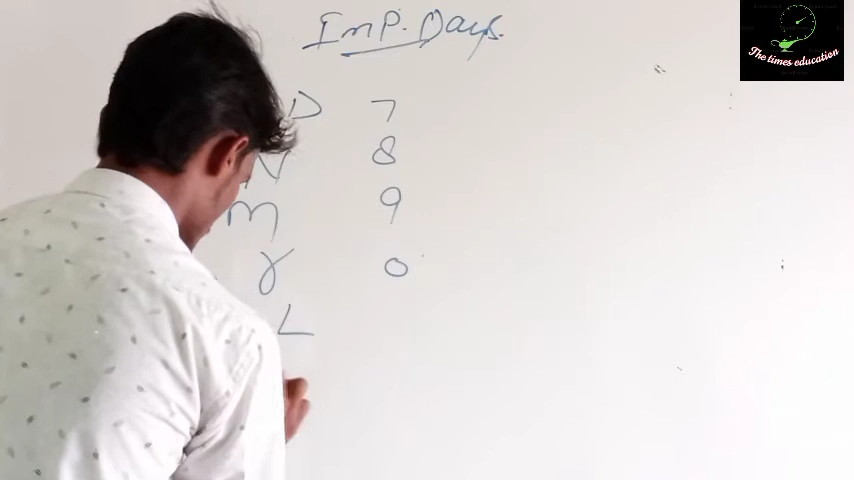 Imp. Days.
D 7
N 8
m 9
r 0
L
The times education